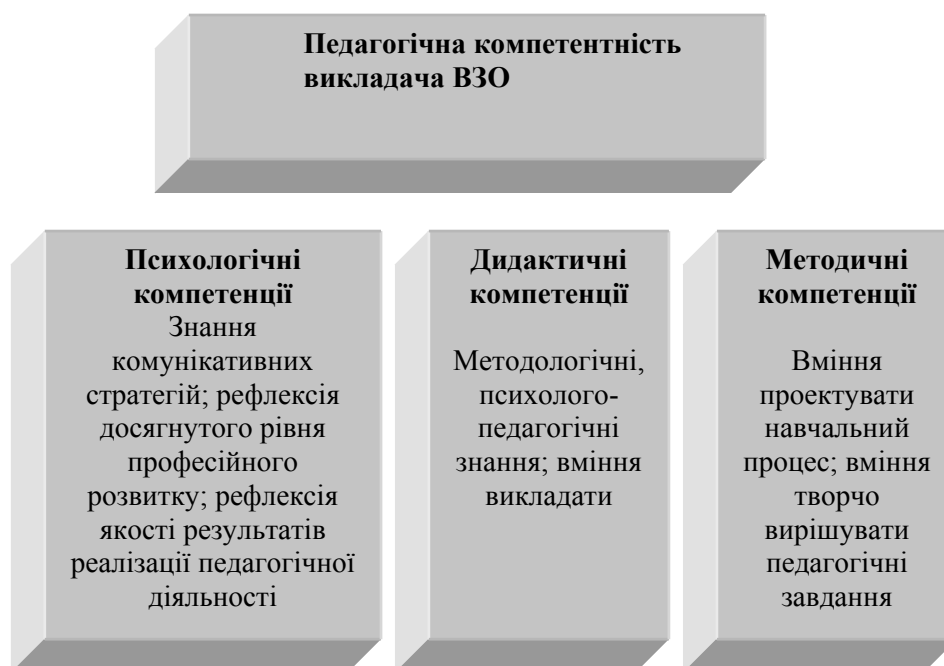 Педагогічна компетентність
викладача ВЗО
Психологічні
компетенції
Знання
комунікативних
стратегій; рефлексія
досягнутого рівня
професійного
розвитку; рефлексія
якості результатів
реалізації педагогічної
діяльності
Дидактичні
компетенції
Методологічні,
психолого-
педагогічні
знання; вміння
викладати
Методичні
компетенції
Вміння
проектувати
навчальний
процес; вміння
творчо
вирішувати
педагогічні
завдання